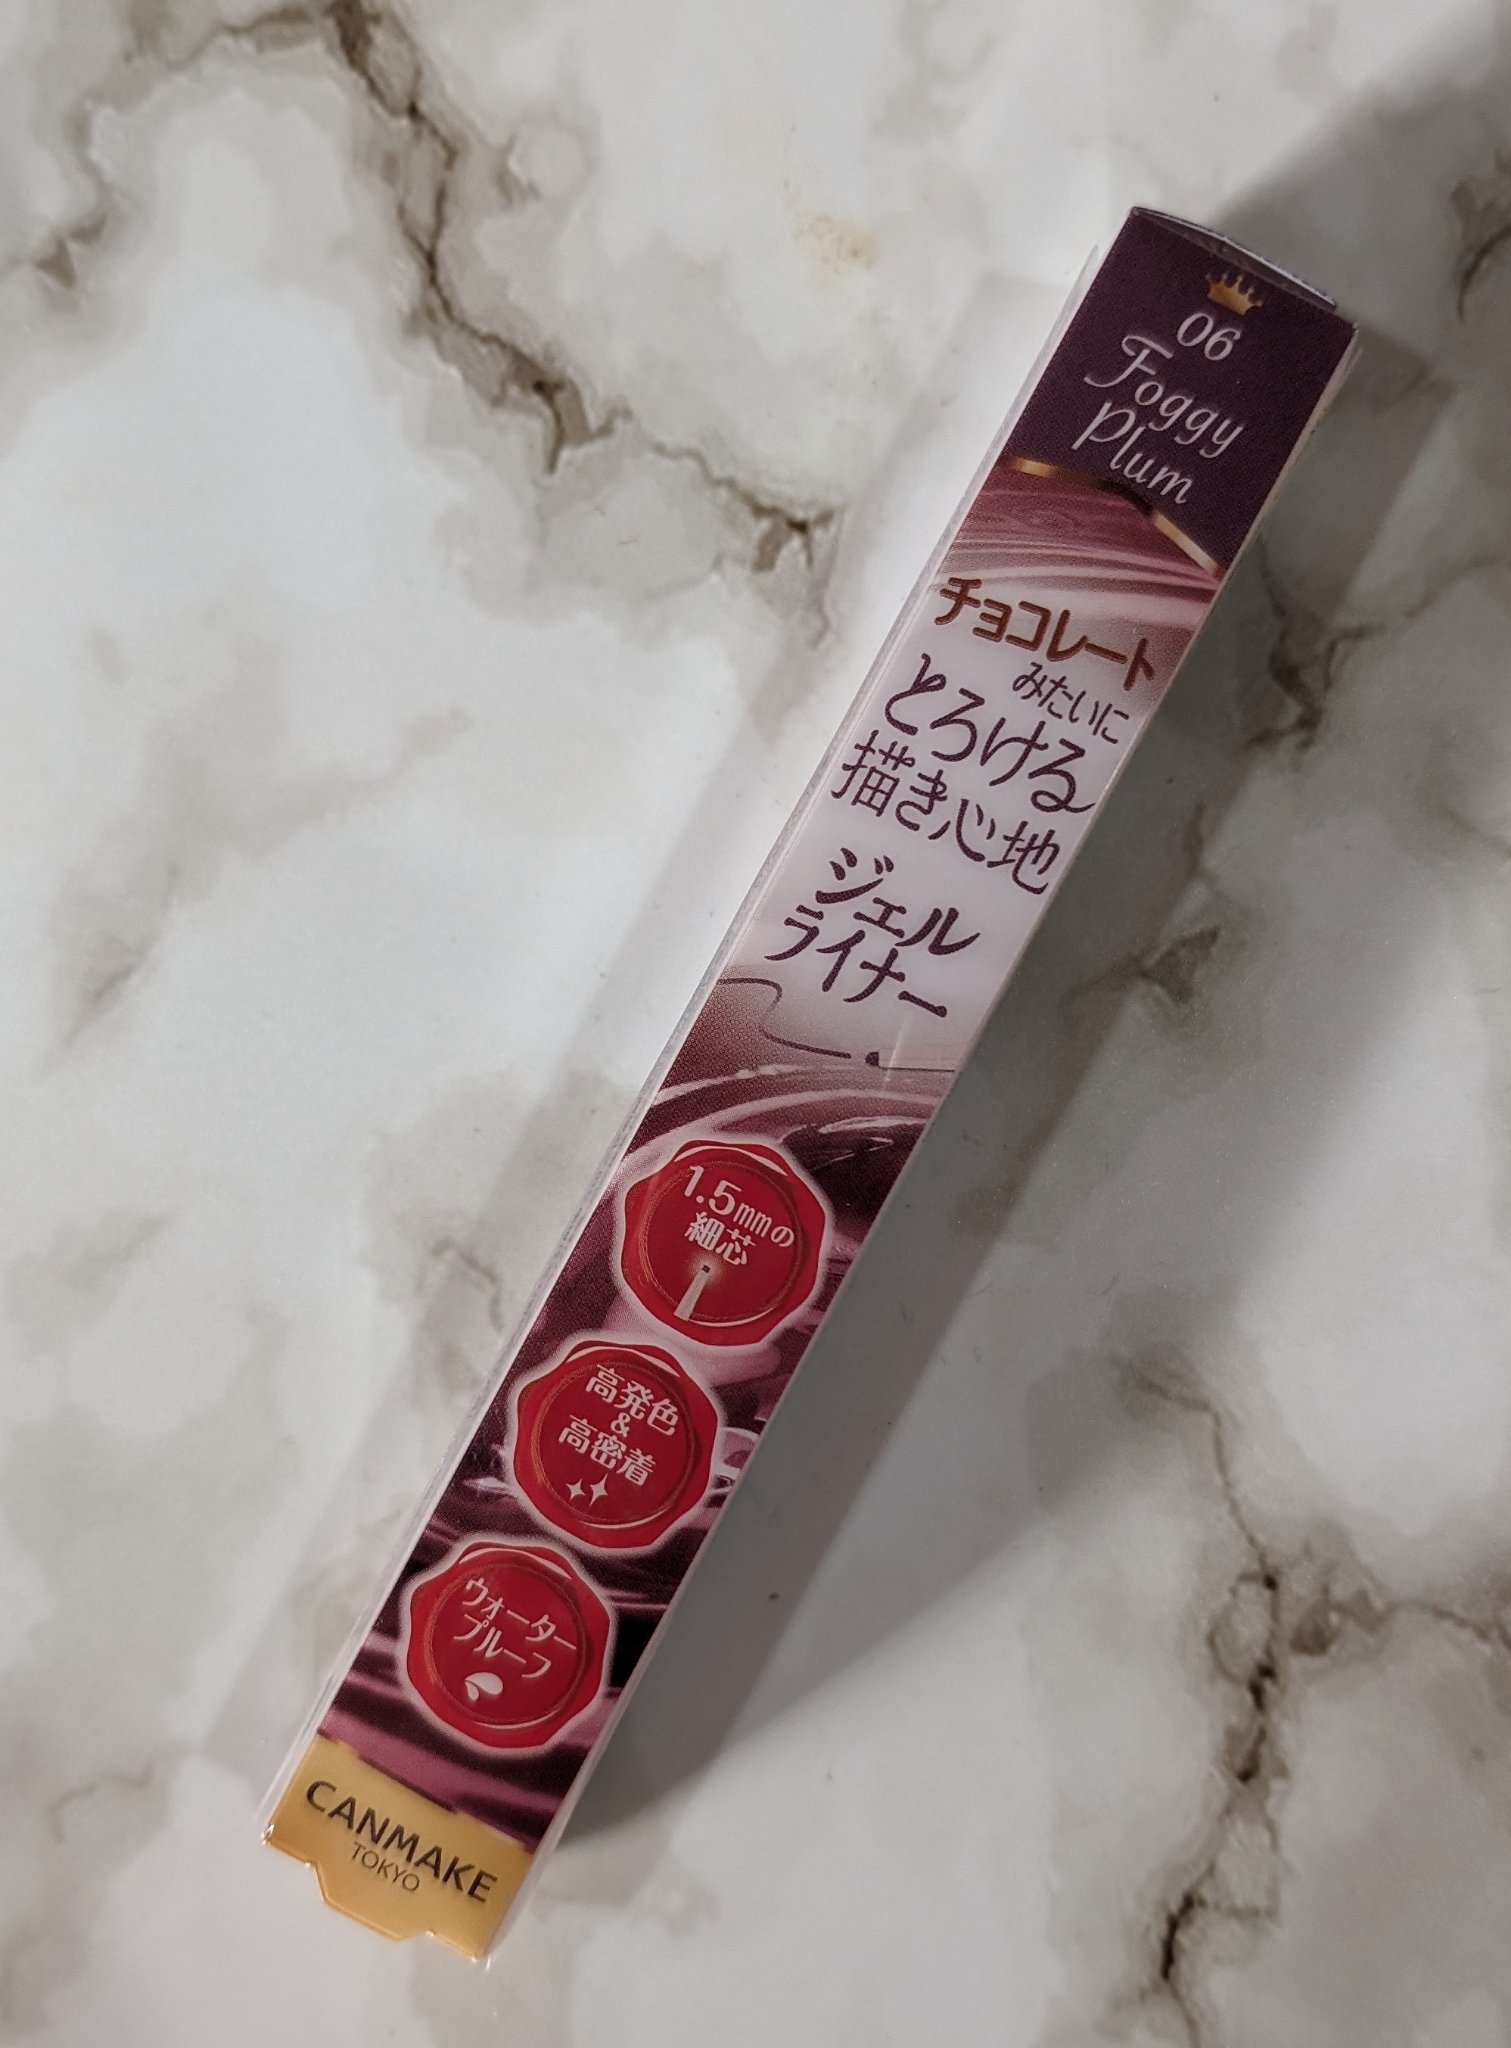 06
Foggy
Plum
チョコレート
みたいに
とろける
描き心地
ジェル
ライナー
1.5mmの
細芯
高発色
&
高密着
ウォーター
プルーフ
CANMAKE
TOKYO